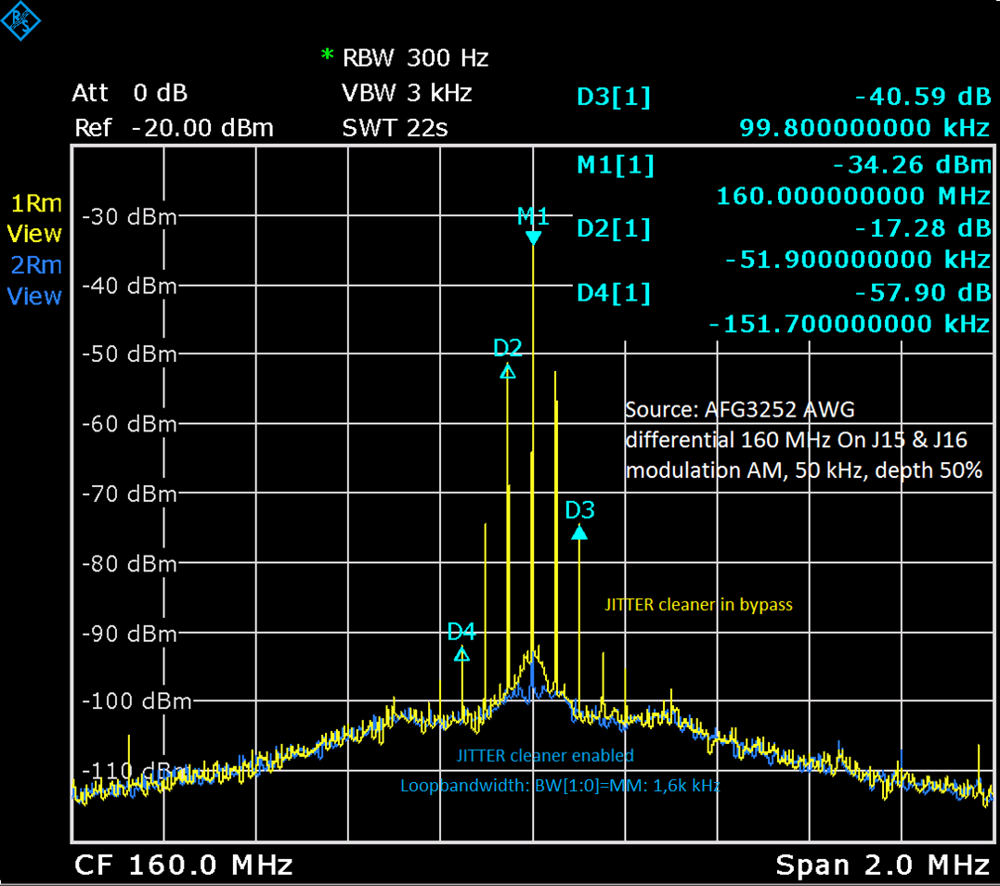 R
S
* RBW 300 Hz
Att 0 dB VBW 3 kHz
Ref -20.00 dBm SWT 22s
D3[1] -40.59 dB
99.800000000 kHz
M1[1] -34.26 dBm
160.000000000 MHz
D2[1] -17.28 dB
-51.900000000 kHz
D4[1] -57.90 dB
-151.700000000 kHz
1Rm
View
2Rm
View
-30 dBm
-40 dBm
-50 dBm
-60 dBm
-70 dBm
-80 dBm
-90 dBm
-100 dBm
-110 dBm
M1
D2
D3
D4
Source: AFG3252 AWG
differential 160 MHz On J15 & J16
modulation AM, 50 kHz, depth 50%
JITTER cleaner in bypass
JITTER cleaner enabled
Loopbandwidth: BW[1:0]=MM: 1,6k kHz
CF 160.0 MHz Span 2.0 MHz